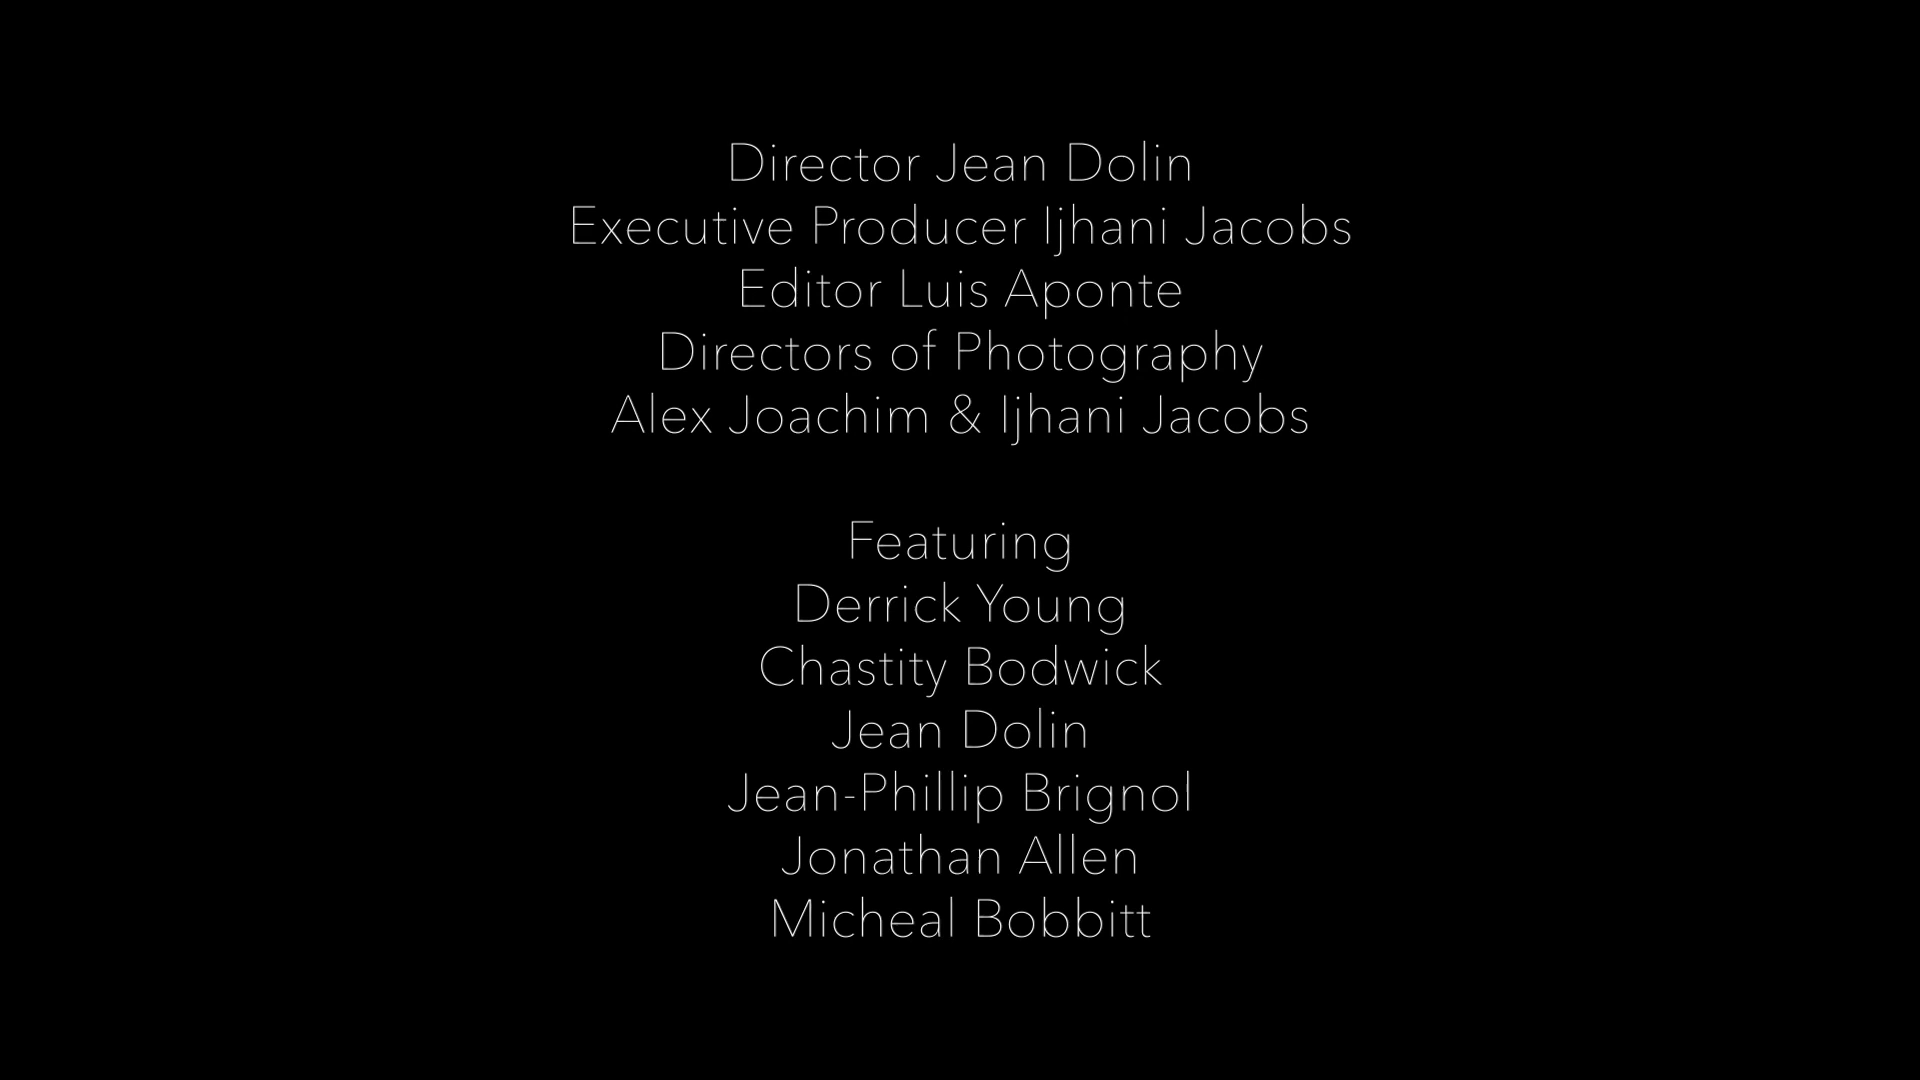 Director Jean Dolin
Executive Producer Ijhani Jacobs
Editor Luis Aponte
Directors of Photography
Alex Joachim & Ijhani Jacobs
Featuring
Derrick Young
Chastity Bodwick
Jean Dolin
Jean-Phillip Brignol
Jonathan Allen
Micheal Bobbitt